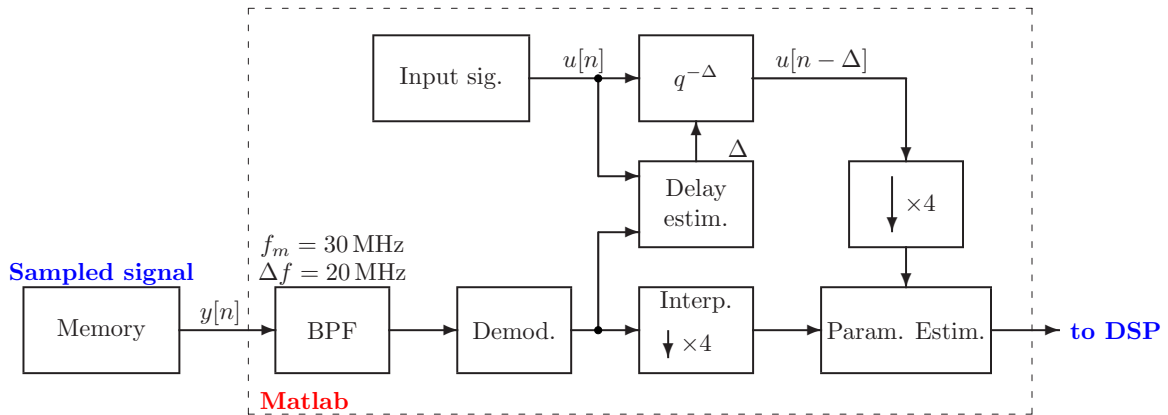 Input sig.
u[n]
q^{-Δ}
u[n − Δ]
Δ
Delay
estim.
×4
f_m = 30 MHz
Δf = 20 MHz
Sampled signal
Memory
y[n]
BPF
Demod.
Interp.
×4
Param. Estim.
to DSP
Matlab